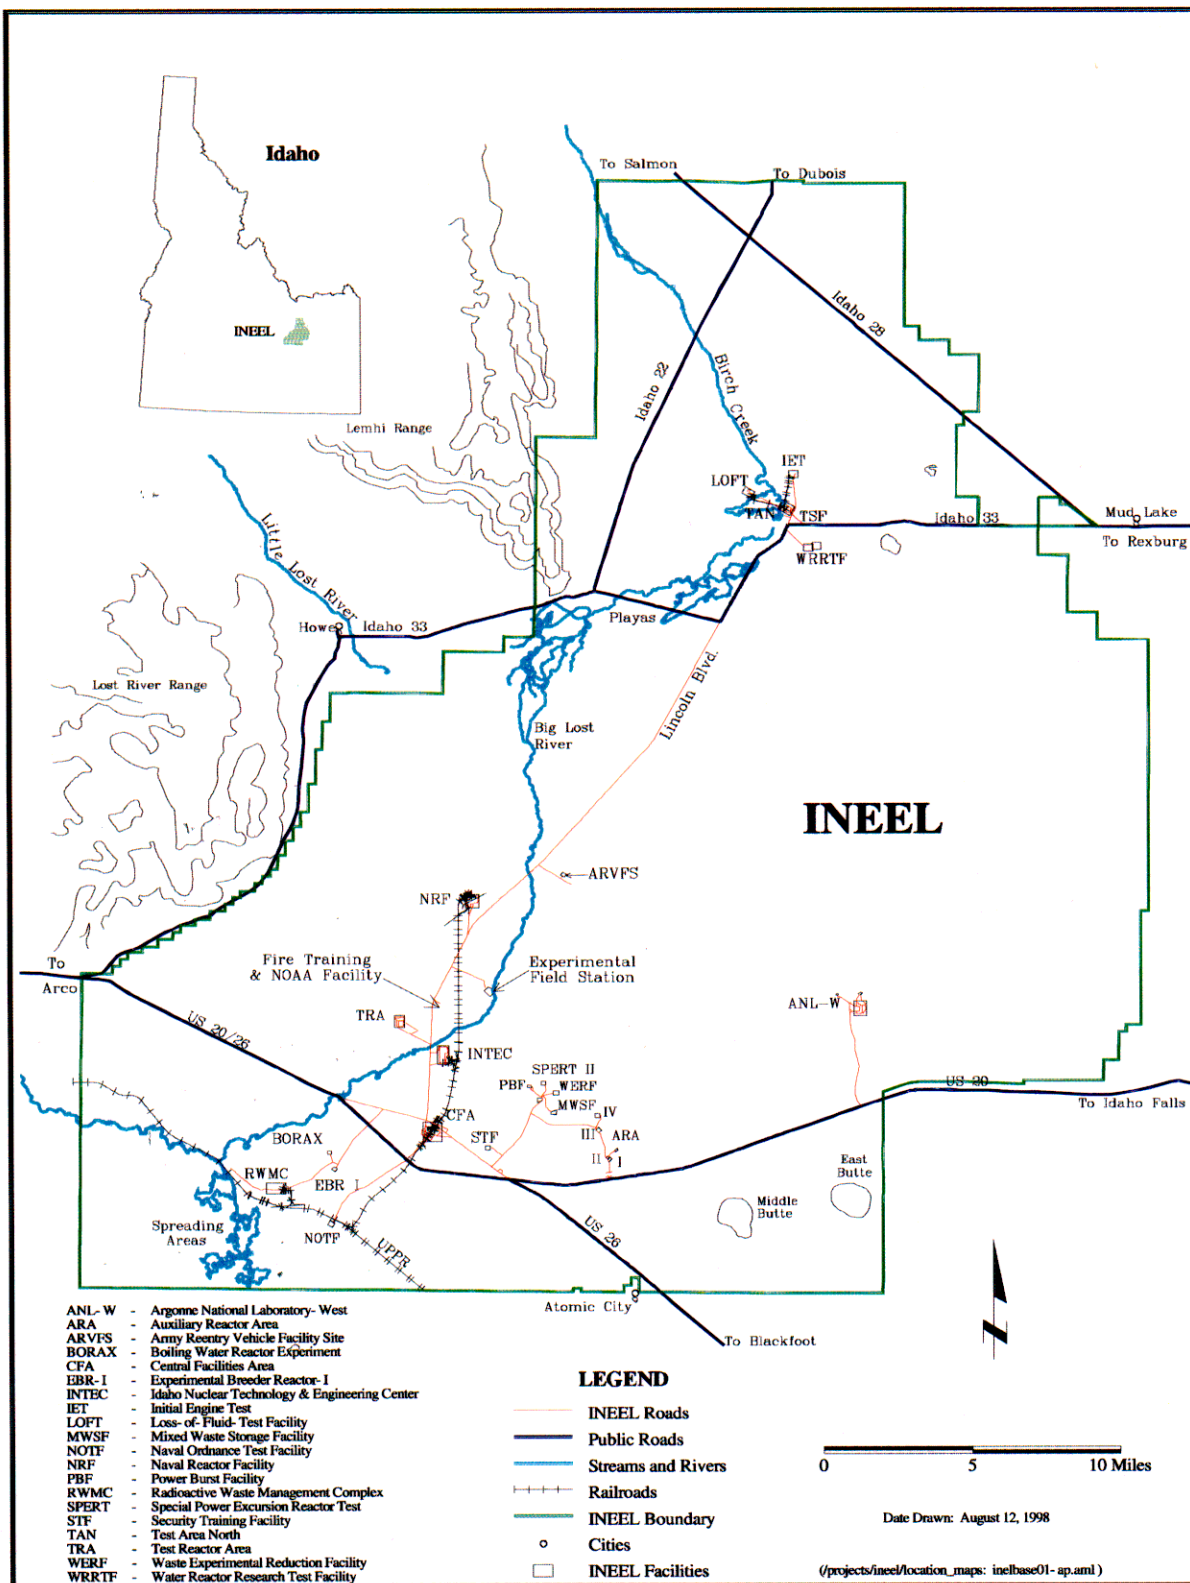 Idaho
INEEL
To Salmon
To Dubois
Idaho 28
Idaho 22
Birch Creek
Lemhi Range
IET
LOFT
TAN
TSF
Idaho 33
Mud Lake
To Rexburg
WRRTF
Little Lost River
Howe
Idaho 33
Playas
Lincoln Blvd.
Lost River Range
Big Lost
River
INEEL
ARVFS
NRF
To
Arco
Fire Training
& NOAA Facility
Experimental
Field Station
ANL-W
TRA
US 20/26
INTEC
SPERT II
PBF
WERF
MWSF
US 20
To Idaho Falls
CFA
IV
III
ARA
II
I
STF
BORAX
RWMC
EBR I
East
Butte
Middle
Butte
Spreading
Areas
NOTF
UPPR
US 26
Atomic City
To Blackfoot
ANL-W - Argonne National Laboratory-West
ARA - Auxiliary Reactor Area
ARVFS - Army Reentry Vehicle Facility Site
BORAX - Boiling Water Reactor Experiment
CFA - Central Facilities Area
EBR-I - Experimental Breeder Reactor-I
INTEC - Idaho Nuclear Technology & Engineering Center
IET - Initial Engine Test
LOFT - Loss-of-Fluid-Test Facility
MWSF - Mixed Waste Storage Facility
NOTF - Naval Ordnance Test Facility
NRF - Naval Reactor Facility
PBF - Power Burst Facility
RWMC - Radioactive Waste Management Complex
SPERT - Special Power Excursion Reactor Test
STF - Security Training Facility
TAN - Test Area North
TRA - Test Reactor Area
WERF - Waste Experimental Reduction Facility
WRRTF - Water Reactor Research Test Facility
LEGEND
INEEL Roads
Public Roads
Streams and Rivers
Railroads
INEEL Boundary
Cities
INEEL Facilities
0 5 10 Miles
N
Date Drawn: August 12, 1998
(/projects/ineel/location_maps: inelbase01-ap.aml )